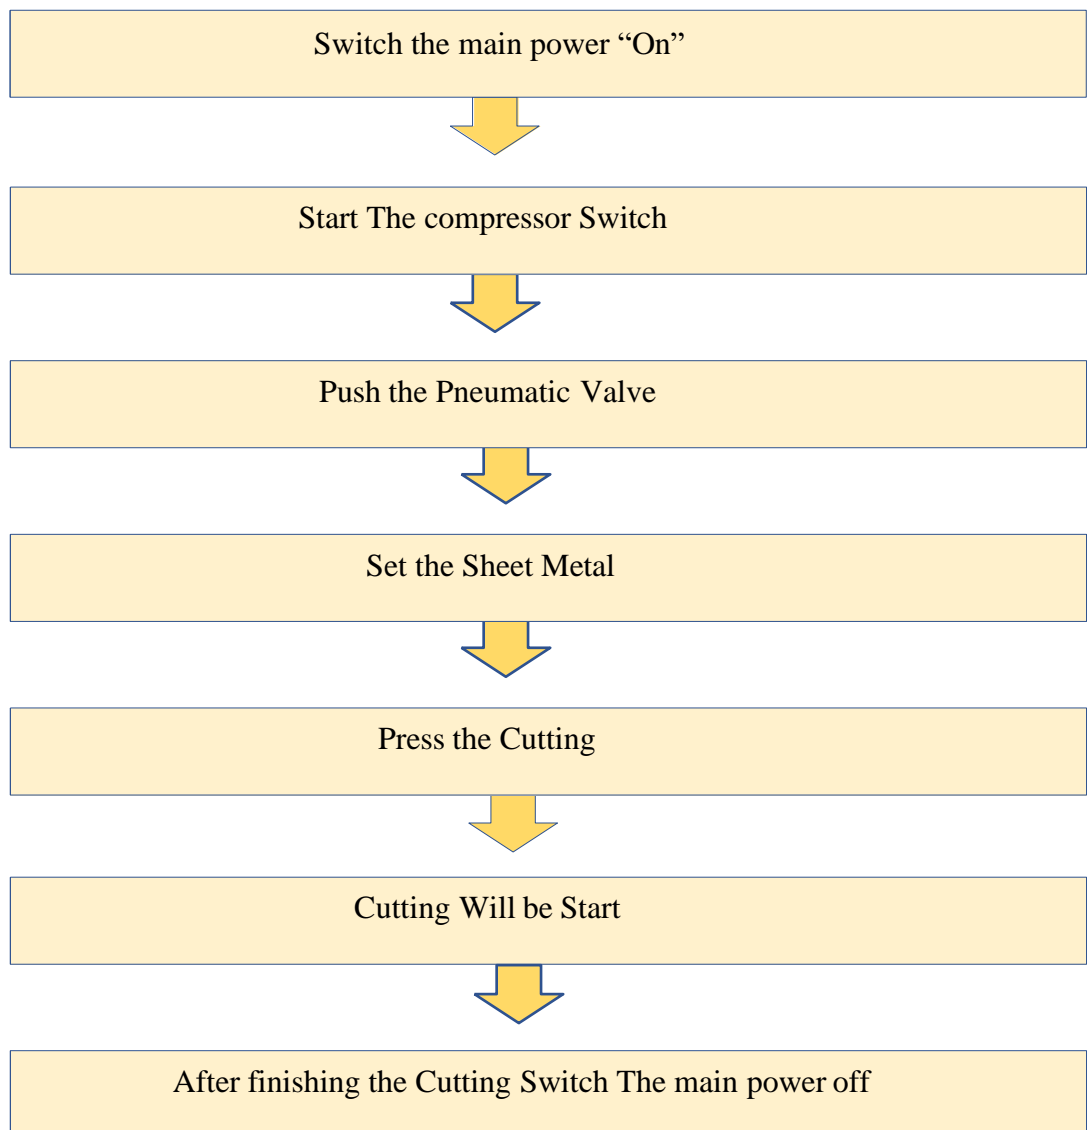 Switch the main power “On”
Start The compressor Switch
Push the Pneumatic Valve
Set the Sheet Metal
Press the Cutting
Cutting Will be Start
After finishing the Cutting Switch The main power off